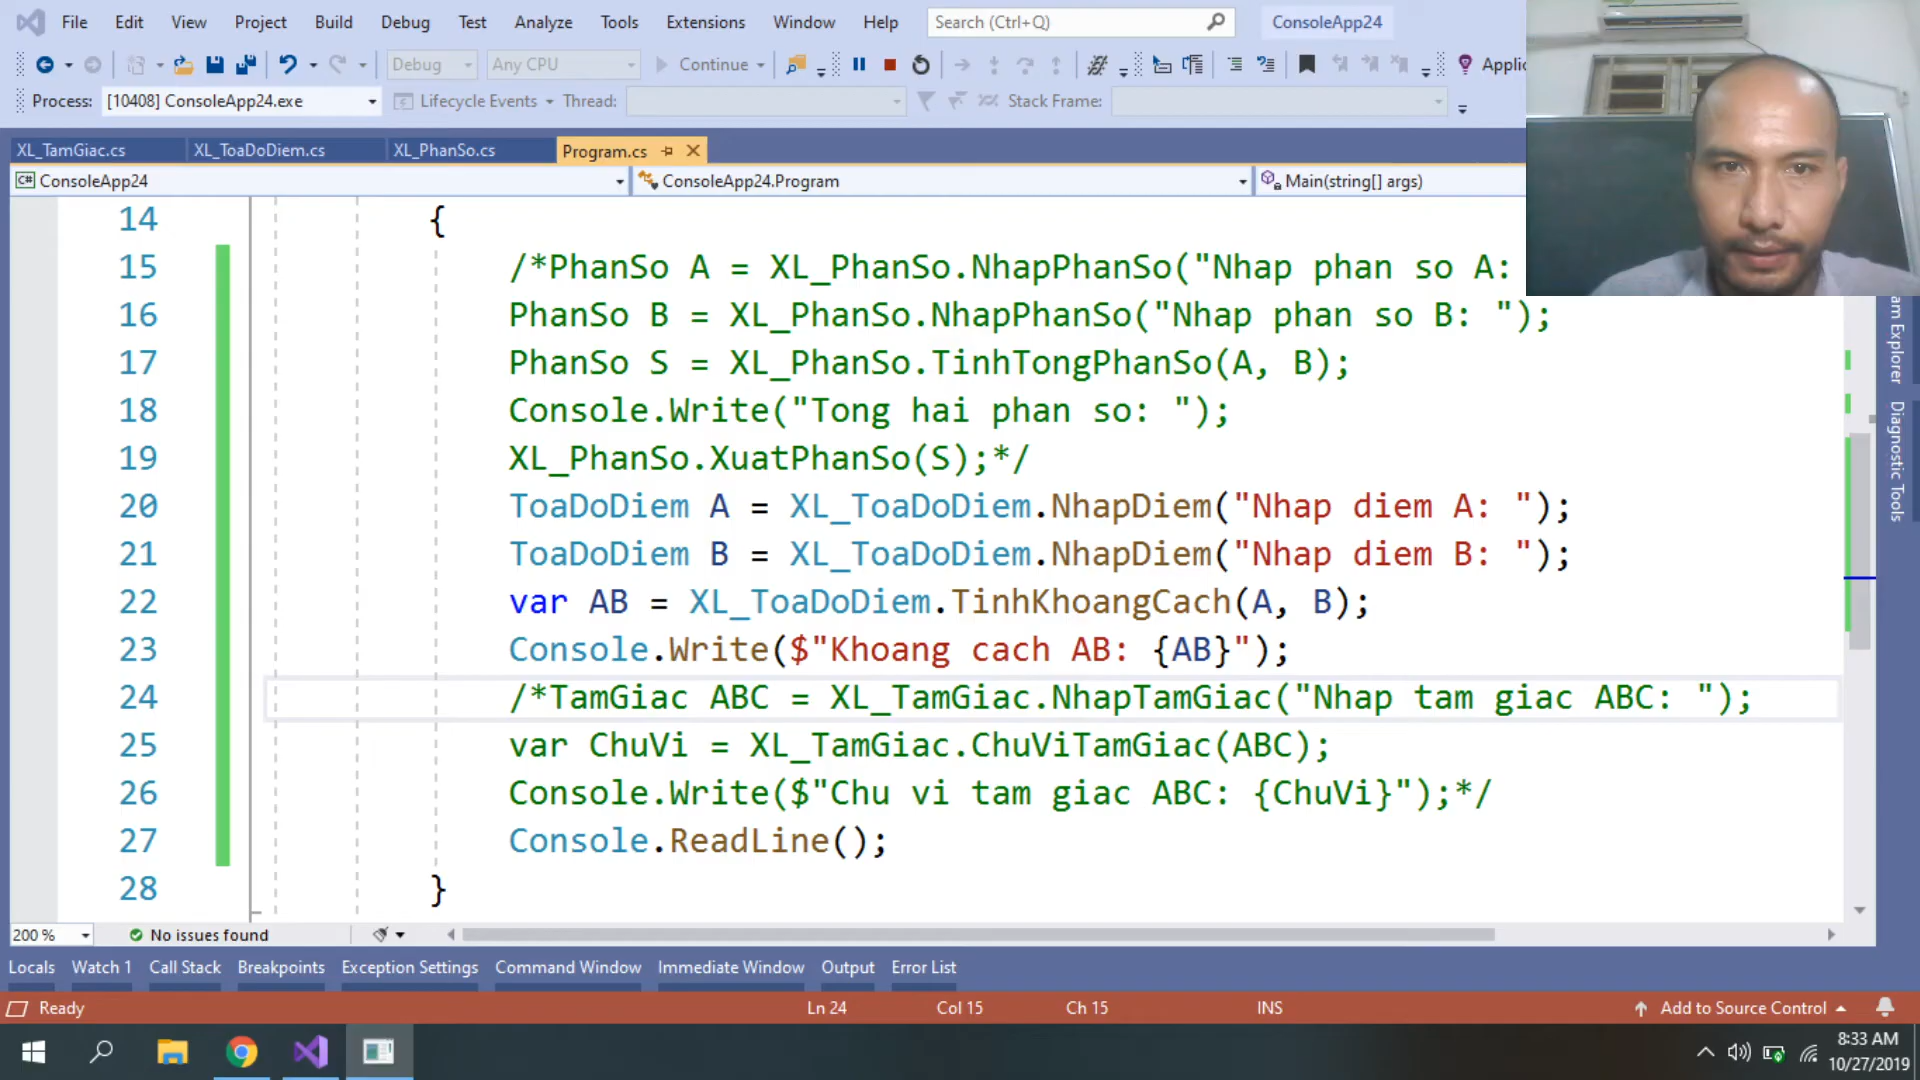 File Edit View Project Build Debug Test Analyze Tools Extensions Window Help Search (Ctrl+Q) ConsoleApp24
Debug Any CPU Continue Applic
Process: [10408] ConsoleApp24.exe Lifecycle Events Thread: Stack Frame:
XL_TamGiac.cs XL_ToaDoDiem.cs XL_PhanSo.cs Program.cs
C# ConsoleApp24 ConsoleApp24.Program Main(string[] args)
14 {
15 /*PhanSo A = XL_PhanSo.NhapPhanSo("Nhap phan so A:
16 PhanSo B = XL_PhanSo.NhapPhanSo("Nhap phan so B: ");
17 PhanSo S = XL_PhanSo.TinhTongPhanSo(A, B);
18 Console.Write("Tong hai phan so: ");
19 XL_PhanSo.XuatPhanSo(S);*/
20 ToaDoDiem A = XL_ToaDoDiem.NhapDiem("Nhap diem A: ");
21 ToaDoDiem B = XL_ToaDoDiem.NhapDiem("Nhap diem B: ");
22 var AB = XL_ToaDoDiem.TinhKhoangCach(A, B);
23 Console.Write($"Khoang cach AB: {AB}");
24 /*TamGiac ABC = XL_TamGiac.NhapTamGiac("Nhap tam giac ABC: ");
25 var ChuVi = XL_TamGiac.ChuViTamGiac(ABC);
26 Console.Write($"Chu vi tam giac ABC: {ChuVi}");*/
27 Console.ReadLine();
28 }
am Explorer
Diagnostic Tools
200 % No issues found
Locals Watch 1 Call Stack Breakpoints Exception Settings Command Window Immediate Window Output Error List
Ready Ln 24 Col 15 Ch 15 INS Add to Source Control
8:33 AM
10/27/2019